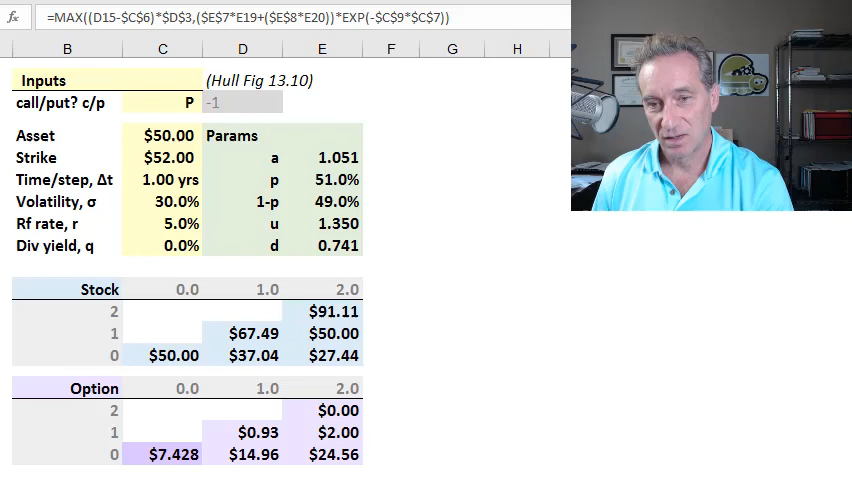 fx =MAX((D15-$C$6)*$D$3,($E$7*E19+($E$8*E20))*EXP(-$C$9*$C$7))
B C D E F G H
Inputs (Hull Fig 13.10)
call/put? c/p P -1
Asset $50.00 Params
Strike $52.00 a 1.051
Time/step, Δt 1.00 yrs p 51.0%
Volatility, σ 30.0% 1-p 49.0%
Rf rate, r 5.0% u 1.350
Div yield, q 0.0% d 0.741
Stock 0.0 1.0 2.0
2 $91.11
1 $67.49 $50.00
0 $50.00 $37.04 $27.44
Option 0.0 1.0 2.0
2 $0.00
1 $0.93 $2.00
0 $7.428 $14.96 $24.56